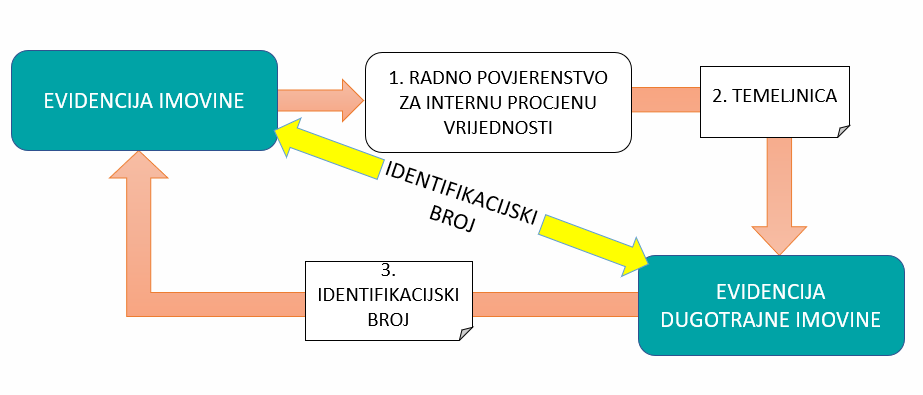 EVIDENCIJA IMOVINE
1. RADNO POVJERENSTVO
ZA INTERNU PROCJENU
VRIJEDNOSTI
2. TEMELJNICA
IDENTIFIKACIJSKI
BROJ
3.
IDENTIFIKACIJSKI
BROJ
EVIDENCIJA
DUGOTRAJNE IMOVINE